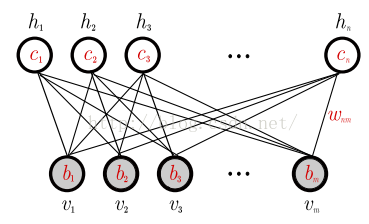 h₁ h₂ h₃ hₙ
c₁ c₂ c₃ ··· cₙ
wₙₘ
b₁ b₂ b₃ ··· bₘ
v₁ v₂ v₃ vₘ